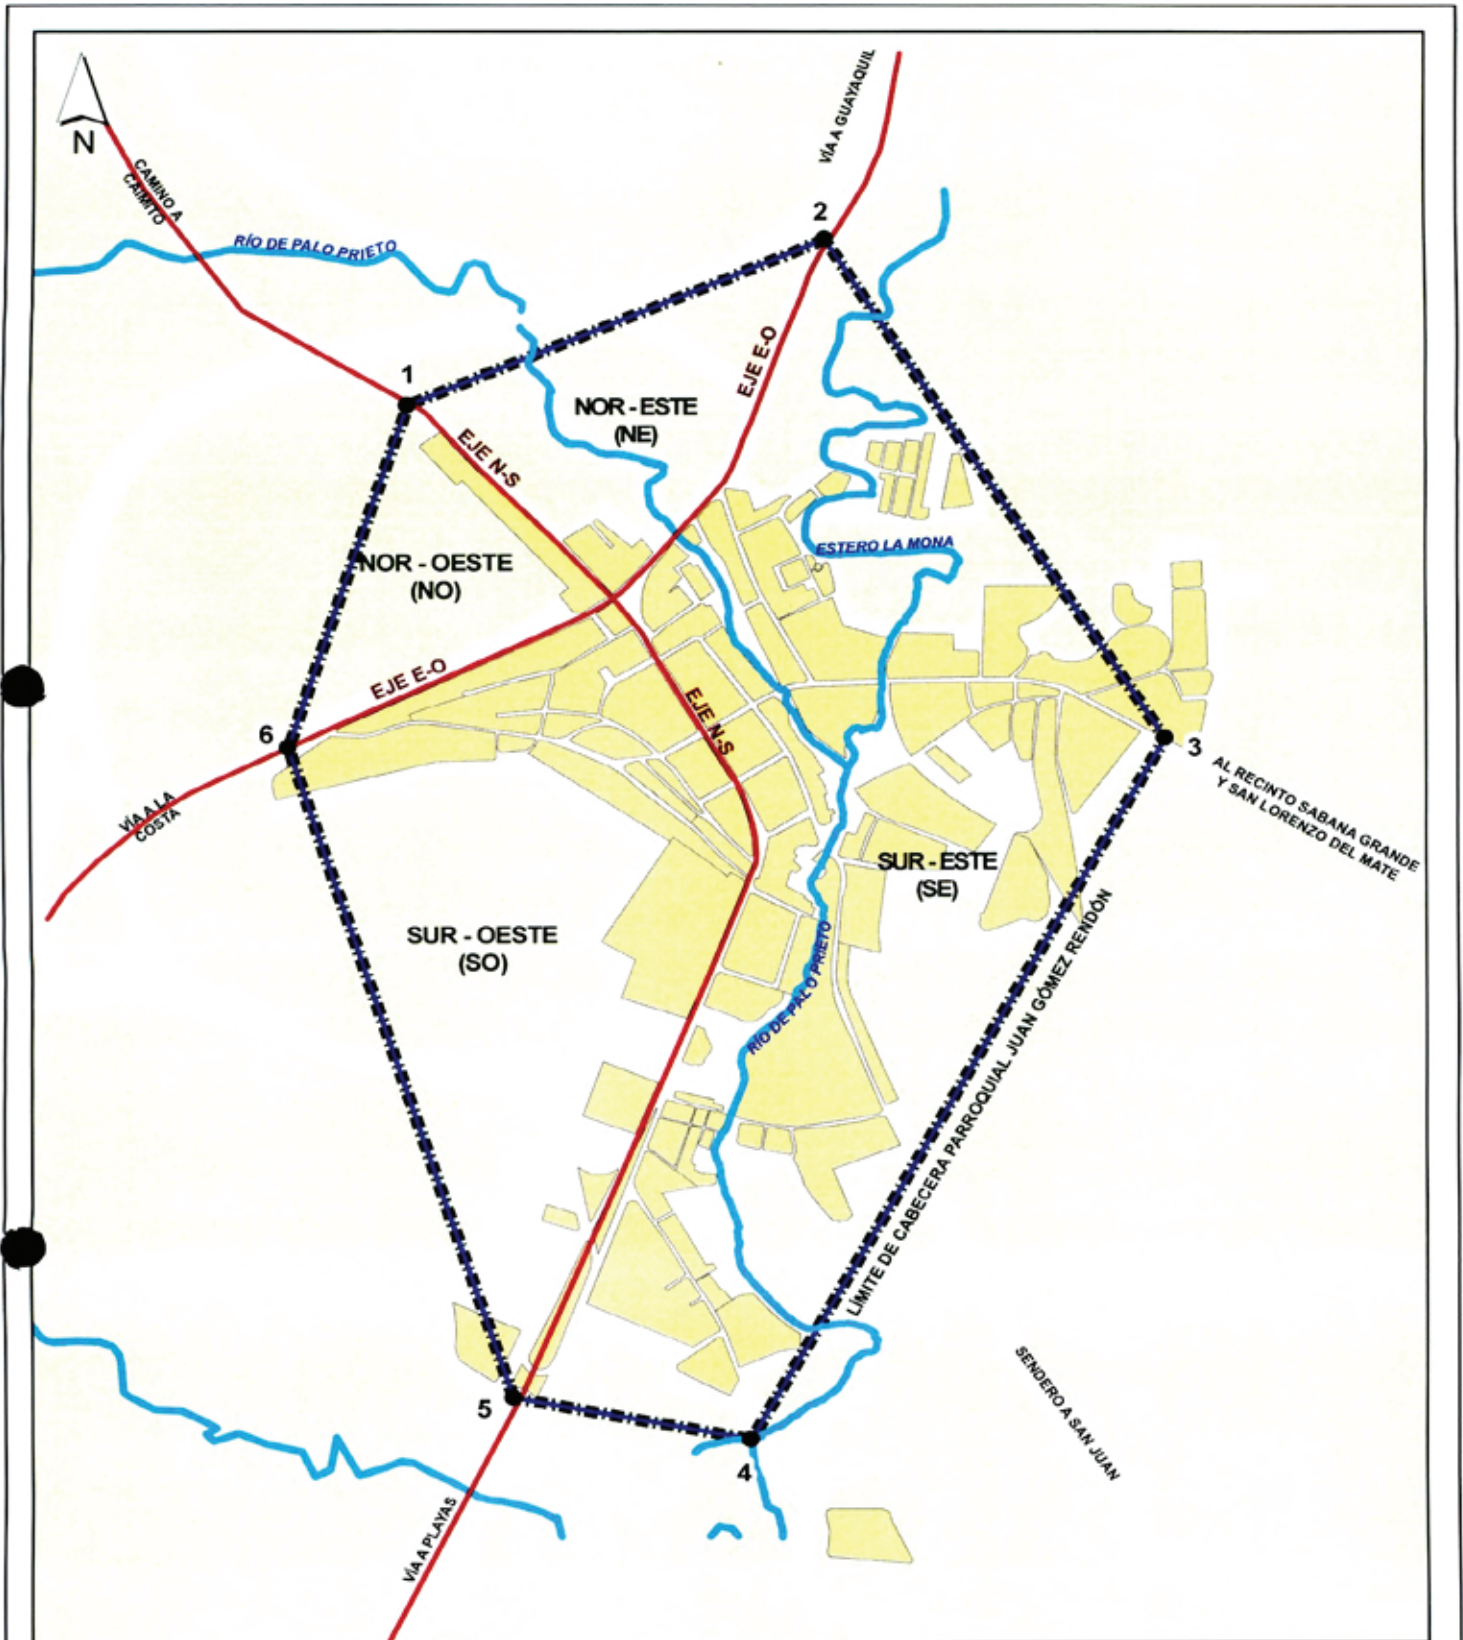 VÍA A GUAYAQUIL
N
CAMINO A
CAIMITO
2
RÍO DE PALO PRIETO
EJE E-O
1
NOR - ESTE
(NE)
EJE N-S
ESTERO LA MONA
NOR - OESTE
(NO)
EJE E-O
EJE N-S
6
3
AL RECINTO SABANA GRANDE
Y SAN LORENZO DEL MATE
VÍA A LA
COSTA
SUR - ESTE
(SE)
SUR - OESTE
(SO)
RÍO DE PALO PRIETO
LÍMITE DE CABECERA PARROQUIAL JUAN GÓMEZ RENDÓN
SENDERO A SAN JUAN
5
4
VÍA A PLAYAS